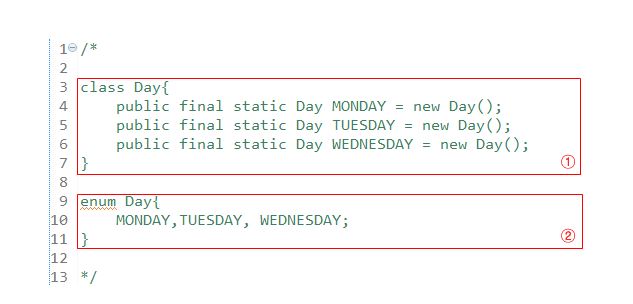 1 /*
2
3 class Day{
4     public final static Day MONDAY = new Day();
5     public final static Day TUESDAY = new Day();
6     public final static Day WEDNESDAY = new Day();
7 } ①
8
9 enum Day{
10     MONDAY,TUESDAY, WEDNESDAY;
11 } ②
12
13 */